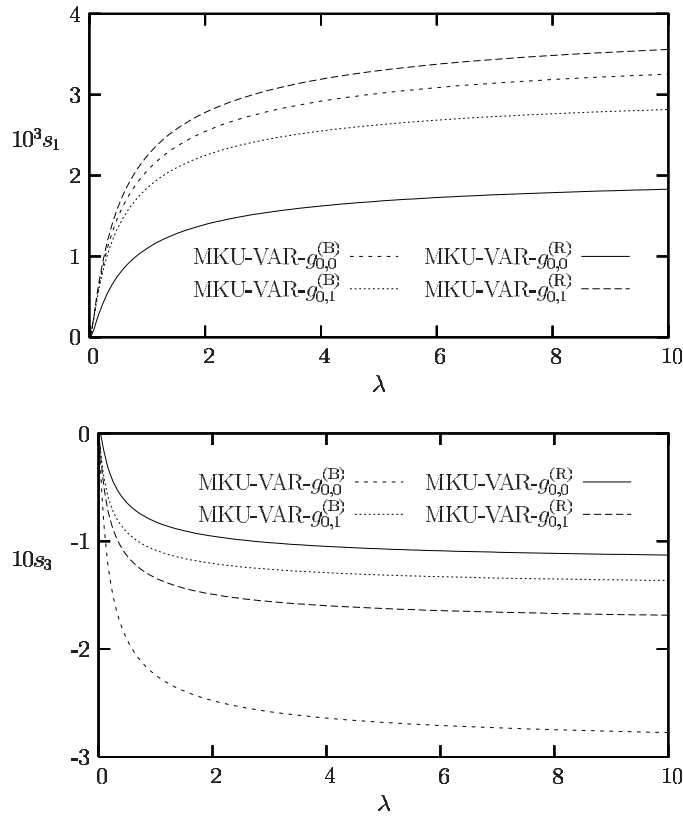 4
3
10³s₁
2
1
0
MKU-VAR-g₀,₀⁽ᴮ⁾ MKU-VAR-g₀,₀⁽ᴿ⁾
MKU-VAR-g₀,₁⁽ᴮ⁾ MKU-VAR-g₀,₁⁽ᴿ⁾
0 2 4 6 8 10
λ
0
MKU-VAR-g₀,₀⁽ᴮ⁾ MKU-VAR-g₀,₀⁽ᴿ⁾
MKU-VAR-g₀,₁⁽ᴮ⁾ MKU-VAR-g₀,₁⁽ᴿ⁾
-1
10s₃
-2
-3
0 2 4 6 8 10
λ